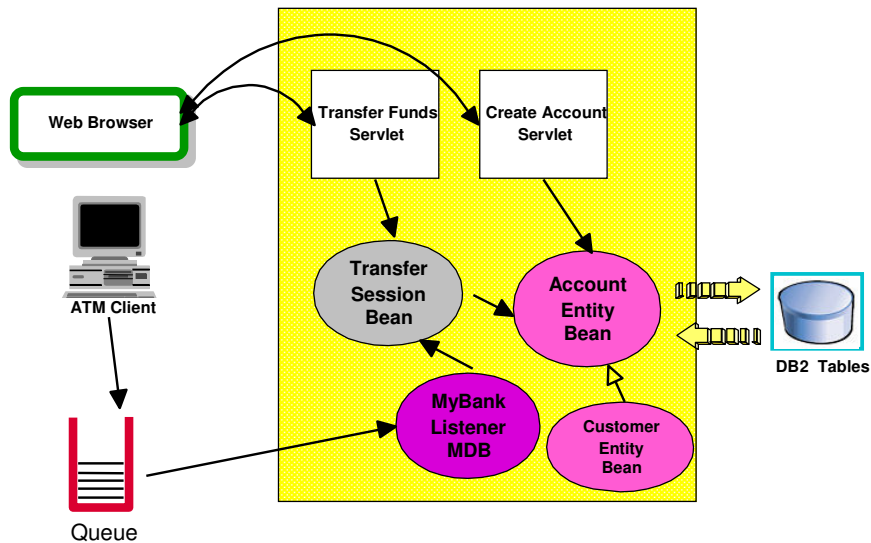 Web Browser
Transfer Funds
Servlet
Create Account
Servlet
ATM Client
Transfer
Session
Bean
Account
Entity
Bean
DB2 Tables
MyBank
Listener
MDB
Customer
Entity
Bean
Queue